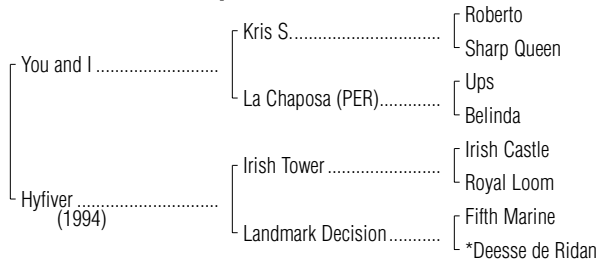 Roberto
Kris S.
Sharp Queen
You and I
Ups
La Chaposa (PER)
Belinda
Irish Castle
Irish Tower
Royal Loom
Hyfiver
(1994)
Fifth Marine
Landmark Decision
*Deesse de Ridan